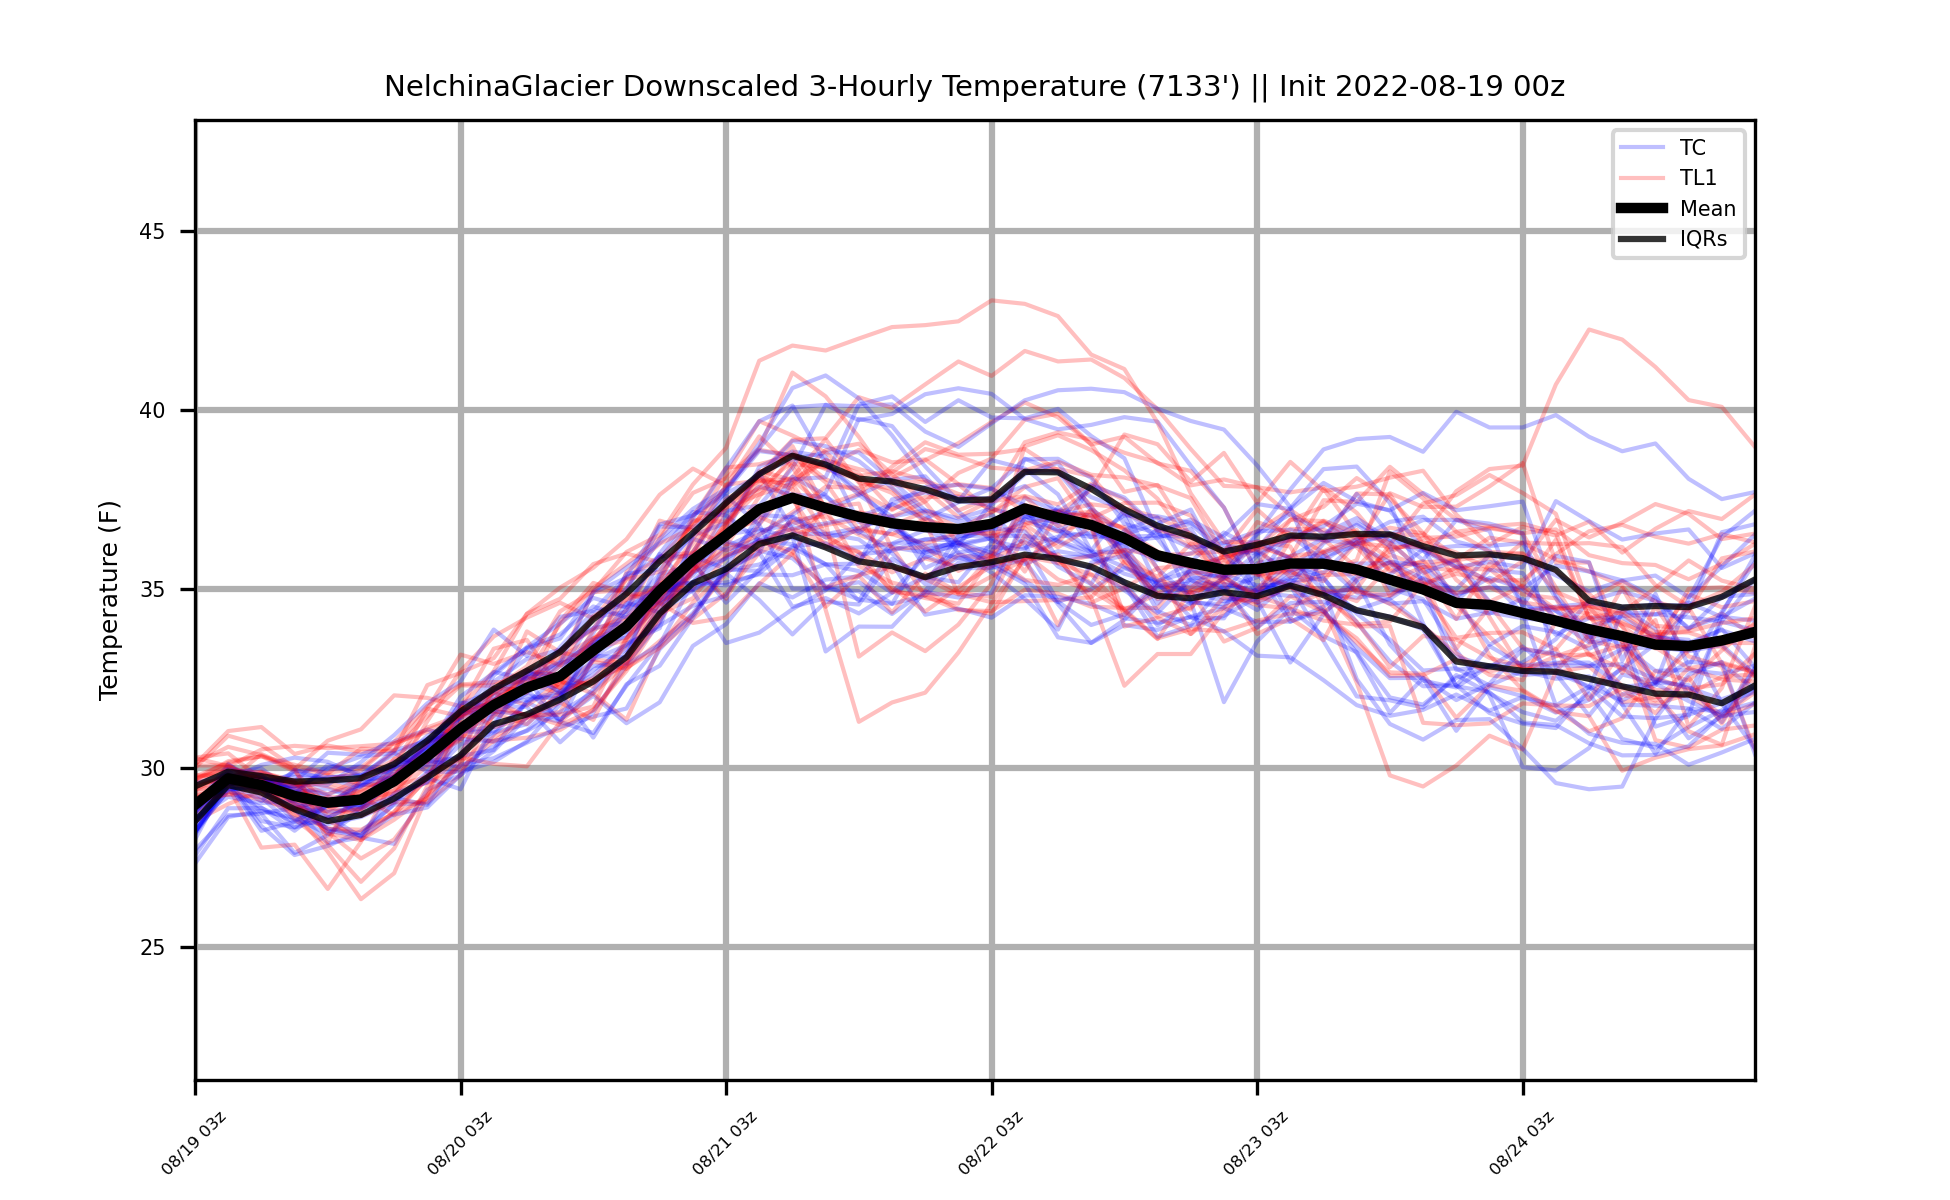 NelchinaGlacier Downscaled 3-Hourly Temperature (7133') || Init 2022-08-19 00z
TC
TL1
Mean
IQRs
Temperature (F)
45
40
35
30
25
08/19 03z
08/20 03z
08/21 03z
08/22 03z
08/23 03z
08/24 03z